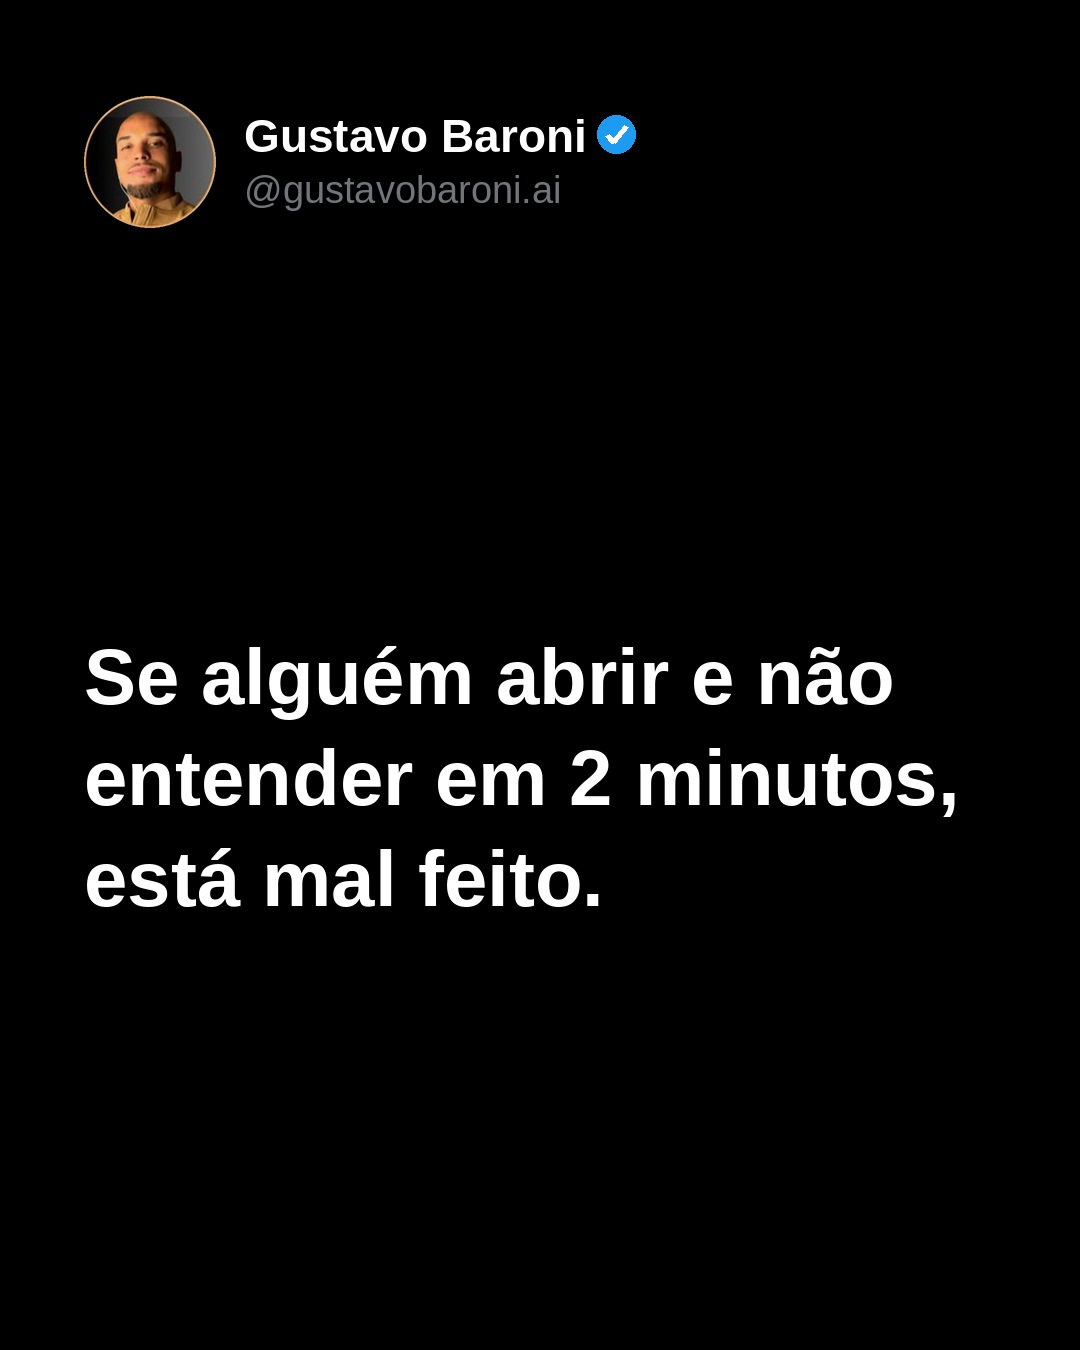 Gustavo Baroni
@gustavobaroni.ai
Se alguém abrir e não
entender em 2 minutos,
está mal feito.